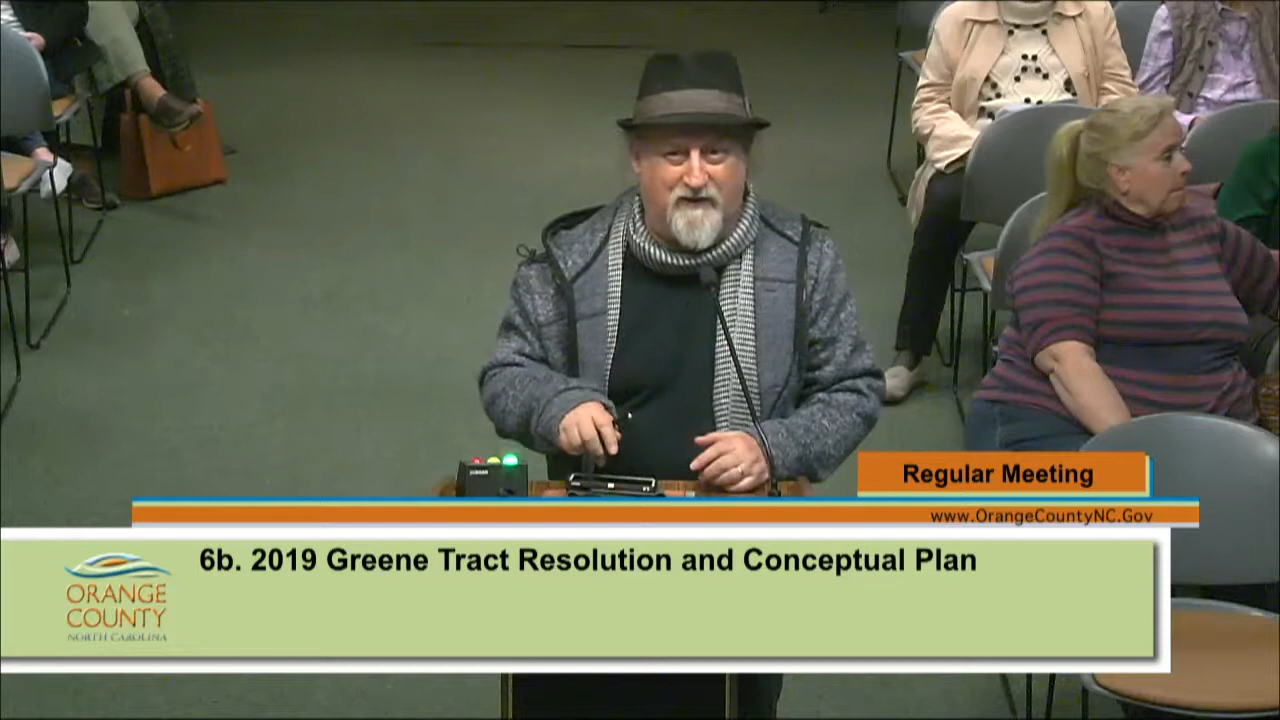 Regular Meeting
www.OrangeCountyNC.Gov
6b. 2019 Greene Tract Resolution and Conceptual Plan
ORANGE
COUNTY
NORTH CAROLINA